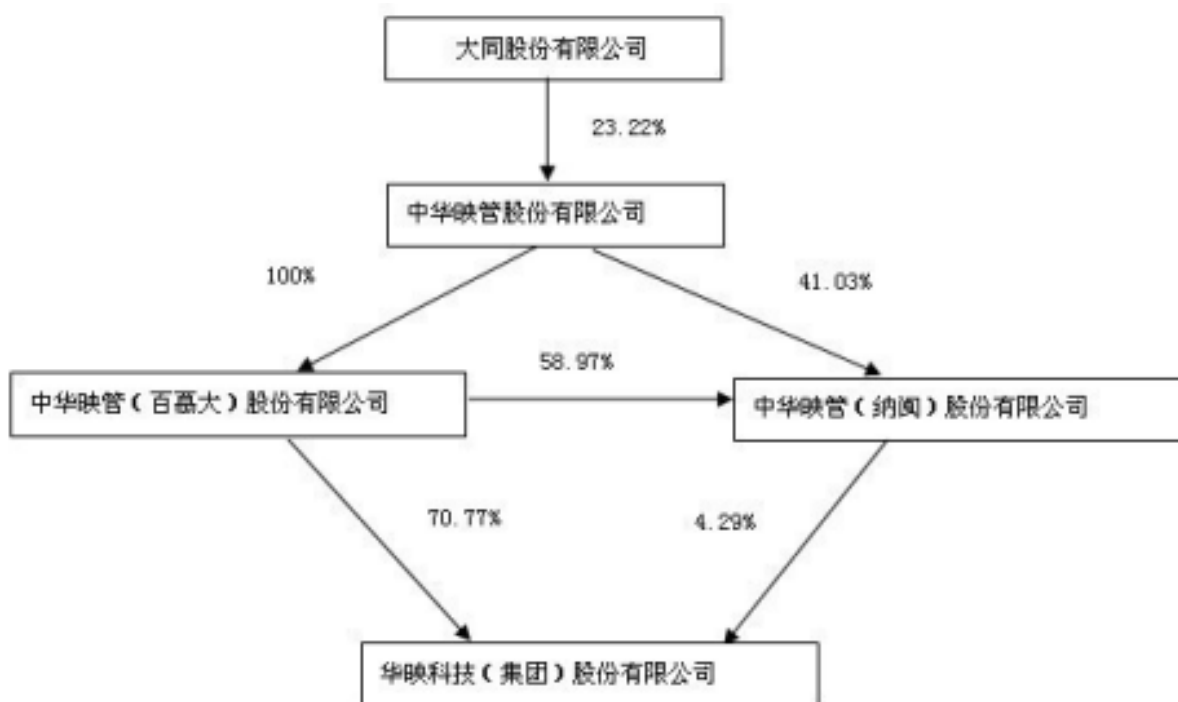 大同股份有限公司
23.22%
中华映管股份有限公司
100%
41.03%
58.97%
中华映管（百慕大）股份有限公司
中华映管（纳闽）股份有限公司
70.77%
4.29%
华映科技（集团）股份有限公司